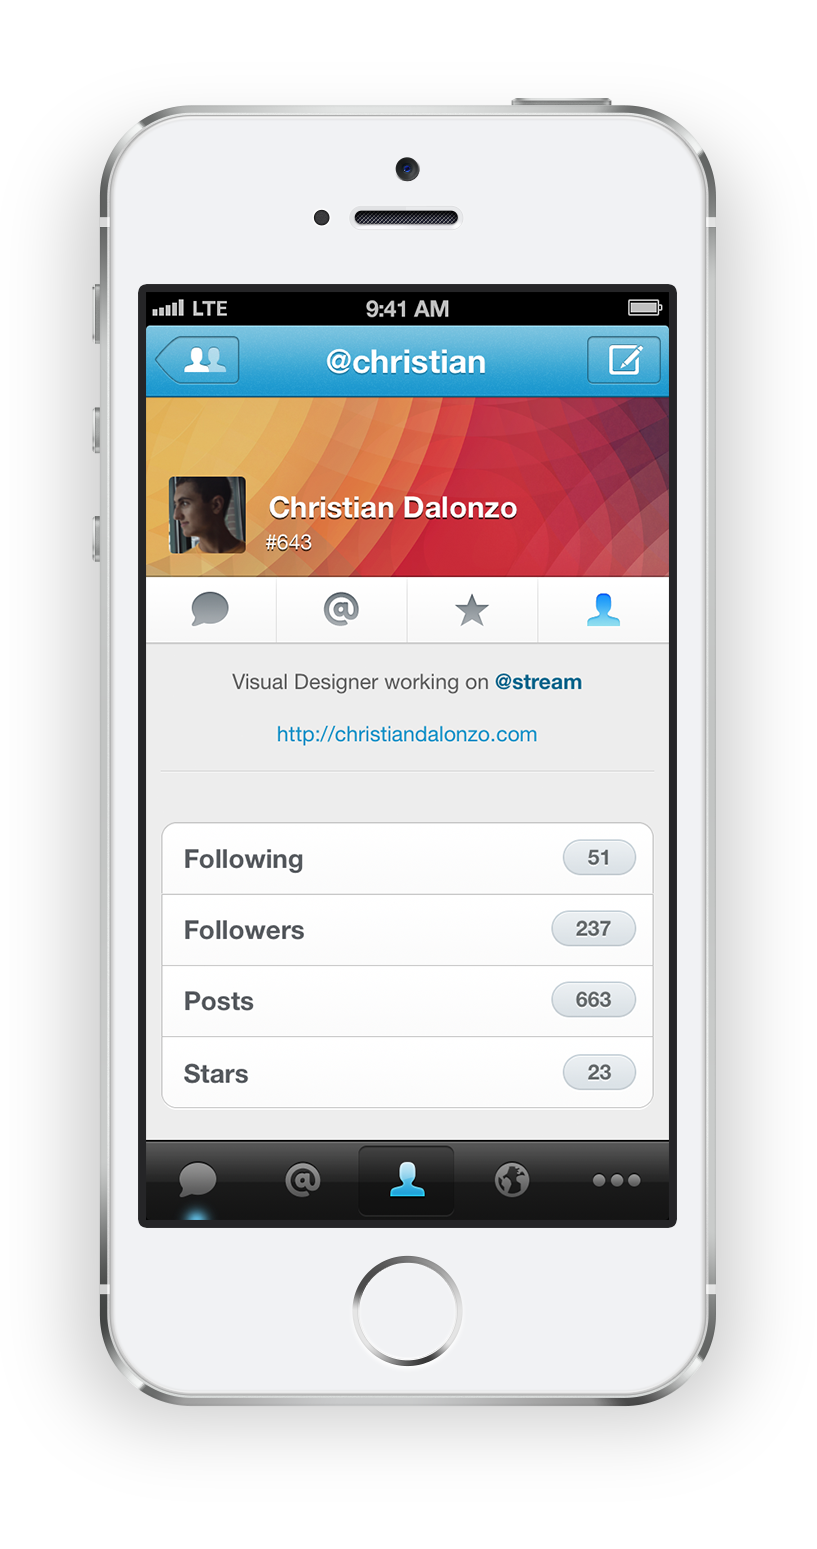 LTE 9:41 AM
@christian
Christian Dalonzo
#643
@
Visual Designer working on @stream
http://christiandalonzo.com
Following 51
Followers 237
Posts 663
Stars 23
@